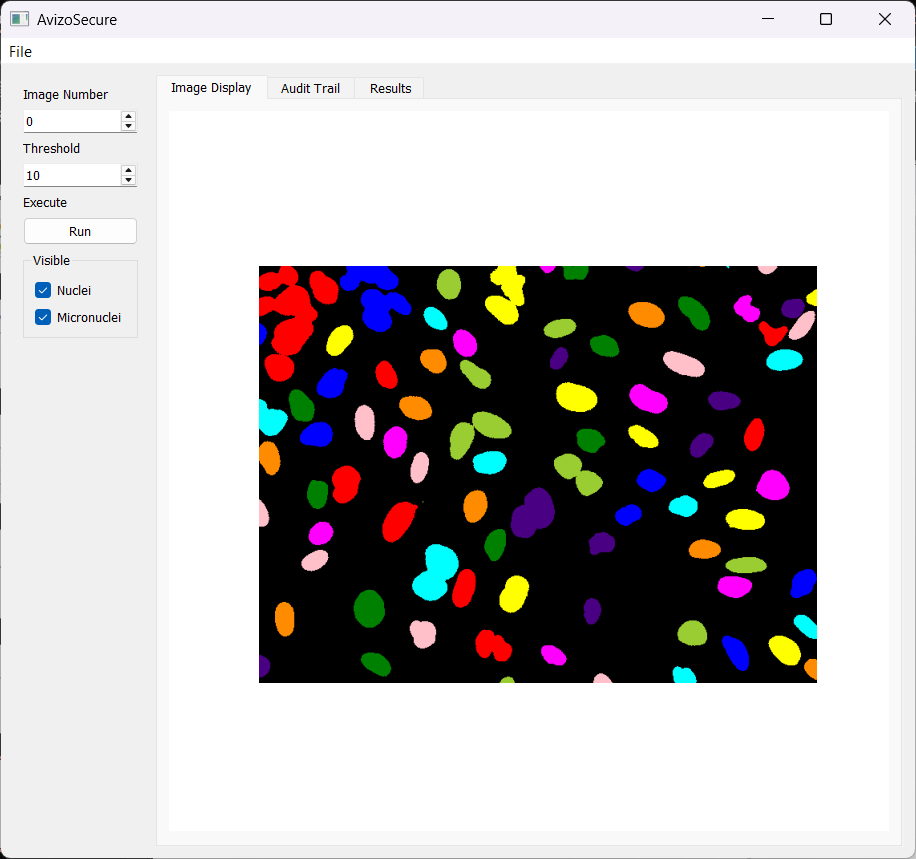 AvizoSecure
File
Image Number
0
Threshold
10
Execute
Run
Visible
Nuclei
Micronuclei
Image Display
Audit Trail
Results